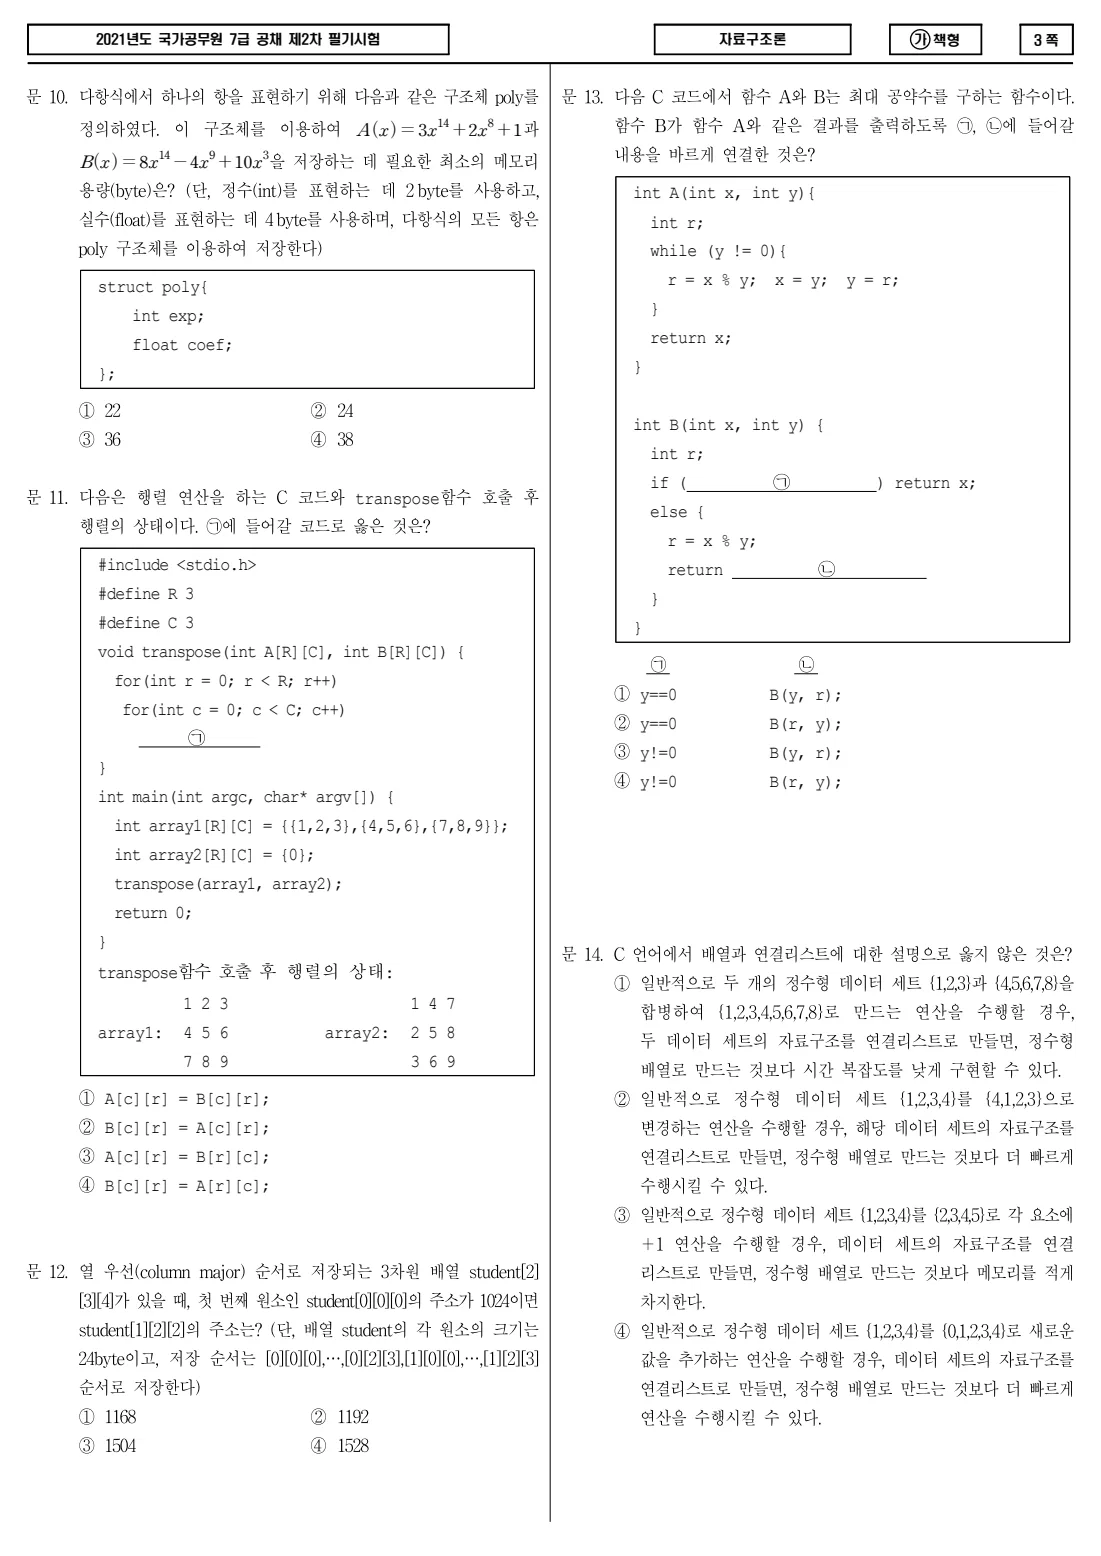 2021년도 국가공무원 7급 공채 제2차 필기시험
자료구조론
㉮ 책형
3 쪽
문 10. 다항식에서 하나의 항을 표현하기 위해 다음과 같은 구조체 poly를
정의하였다. 이 구조체를 이용하여 A(x)=3x¹⁴+2x⁸+1과
B(x)=8x¹⁴−4x⁹+10x³을 저장하는 데 필요한 최소의 메모리
용량(byte)은? (단, 정수(int)를 표현하는 데 2 byte를 사용하고,
실수(float)를 표현하는 데 4 byte를 사용하며, 다항식의 모든 항은
poly 구조체를 이용하여 저장한다)
struct poly{
int exp;
float coef;
};
① 22
② 24
③ 36
④ 38
문 11. 다음은 행렬 연산을 하는 C 코드와 transpose함수 호출 후
행렬의 상태이다. ㉠에 들어갈 코드로 옳은 것은?
#include <stdio.h>
#define R 3
#define C 3
void transpose(int A[R][C], int B[R][C]) {
for(int r = 0; r < R; r++)
for(int c = 0; c < C; c++)
㉠
}
int main(int argc, char* argv[]) {
int array1[R][C] = {{1,2,3},{4,5,6},{7,8,9}};
int array2[R][C] = {0};
transpose(array1, array2);
return 0;
}
transpose함수 호출 후 행렬의 상태:
1 2 3 1 4 7
array1: 4 5 6 array2: 2 5 8
7 8 9 3 6 9
① A[c][r] = B[c][r];
② B[c][r] = A[c][r];
③ A[c][r] = B[r][c];
④ B[c][r] = A[r][c];
문 12. 열 우선(column major) 순서로 저장되는 3차원 배열 student[2]
[3][4]가 있을 때, 첫 번째 원소인 student[0][0][0]의 주소가 1024이면
student[1][2][2]의 주소는? (단, 배열 student의 각 원소의 크기는
24byte이고, 저장 순서는 [0][0][0],⋯,[0][2][3],[1][0][0],⋯,[1][2][3]
순서로 저장한다)
① 1168
② 1192
③ 1504
④ 1528
문 13. 다음 C 코드에서 함수 A와 B는 최대 공약수를 구하는 함수이다.
함수 B가 함수 A와 같은 결과를 출력하도록 ㉠, ㉡에 들어갈
내용을 바르게 연결한 것은?
int A(int x, int y){
int r;
while (y != 0){
r = x % y; x = y; y = r;
}
return x;
}
int B(int x, int y) {
int r;
if ( ㉠ ) return x;
else {
r = x % y;
return ㉡
}
}
㉠ ㉡
① y==0 B(y, r);
② y==0 B(r, y);
③ y!=0 B(y, r);
④ y!=0 B(r, y);
문 14. C 언어에서 배열과 연결리스트에 대한 설명으로 옳지 않은 것은?
① 일반적으로 두 개의 정수형 데이터 세트 {1,2,3}과 {4,5,6,7,8}을
합병하여 {1,2,3,4,5,6,7,8}로 만드는 연산을 수행할 경우,
두 데이터 세트의 자료구조를 연결리스트로 만들면, 정수형
배열로 만드는 것보다 시간 복잡도를 낮게 구현할 수 있다.
② 일반적으로 정수형 데이터 세트 {1,2,3,4}를 {4,1,2,3}으로
변경하는 연산을 수행할 경우, 해당 데이터 세트의 자료구조를
연결리스트로 만들면, 정수형 배열로 만드는 것보다 더 빠르게
수행시킬 수 있다.
③ 일반적으로 정수형 데이터 세트 {1,2,3,4}를 {2,3,4,5}로 각 요소에
+1 연산을 수행할 경우, 데이터 세트의 자료구조를 연결
리스트로 만들면, 정수형 배열로 만드는 것보다 메모리를 적게
차지한다.
④ 일반적으로 정수형 데이터 세트 {1,2,3,4}를 {0,1,2,3,4}로 새로운
값을 추가하는 연산을 수행할 경우, 데이터 세트의 자료구조를
연결리스트로 만들면, 정수형 배열로 만드는 것보다 더 빠르게
연산을 수행시킬 수 있다.